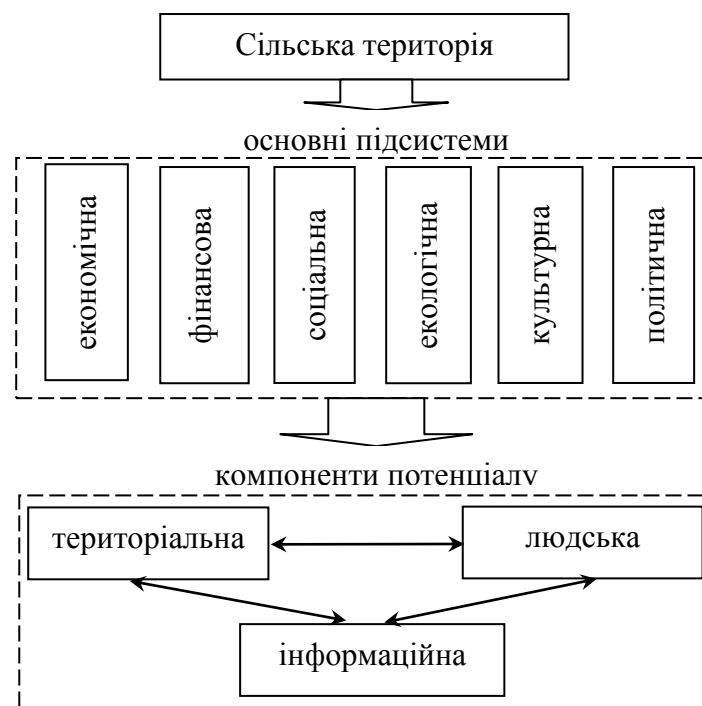 Сільська територія
основні підсистеми
економічна
фінансова
соціальна
екологічна
культурна
політична
компоненти потенціалу
територіальна
людська
інформаційна